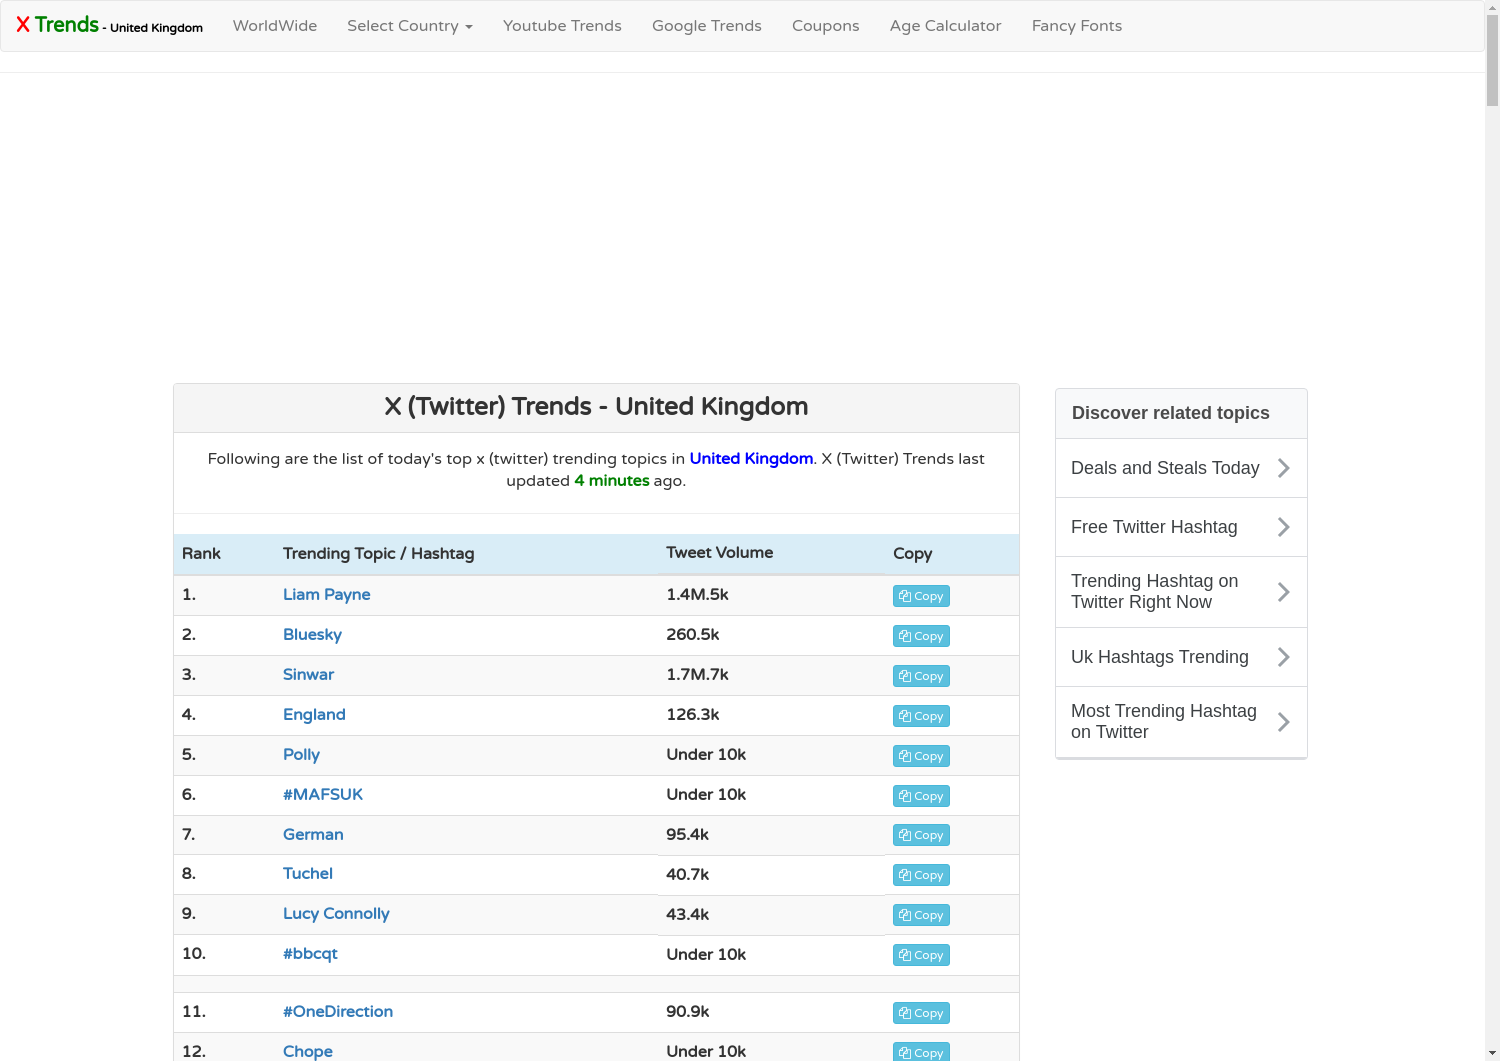 X Trends - United Kingdom WorldWide Select Country Youtube Trends Google Trends Coupons Age Calculator Fancy Fonts
X (Twitter) Trends - United Kingdom
Following are the list of today's top x (twitter) trending topics in United Kingdom. X (Twitter) Trends last
updated 4 minutes ago.
Rank Trending Topic / Hashtag Tweet Volume Copy
1. Liam Payne 1.4M.5k Copy
2. Bluesky 260.5k Copy
3. Sinwar 1.7M.7k Copy
4. England 126.3k Copy
5. Polly Under 10k Copy
6. #MAFSUK Under 10k Copy
7. German 95.4k Copy
8. Tuchel 40.7k Copy
9. Lucy Connolly 43.4k Copy
10. #bbcqt Under 10k Copy
11. #OneDirection 90.9k Copy
12. Chope Under 10k Copy
Discover related topics
Deals and Steals Today
Free Twitter Hashtag
Trending Hashtag on
Twitter Right Now
Uk Hashtags Trending
Most Trending Hashtag
on Twitter